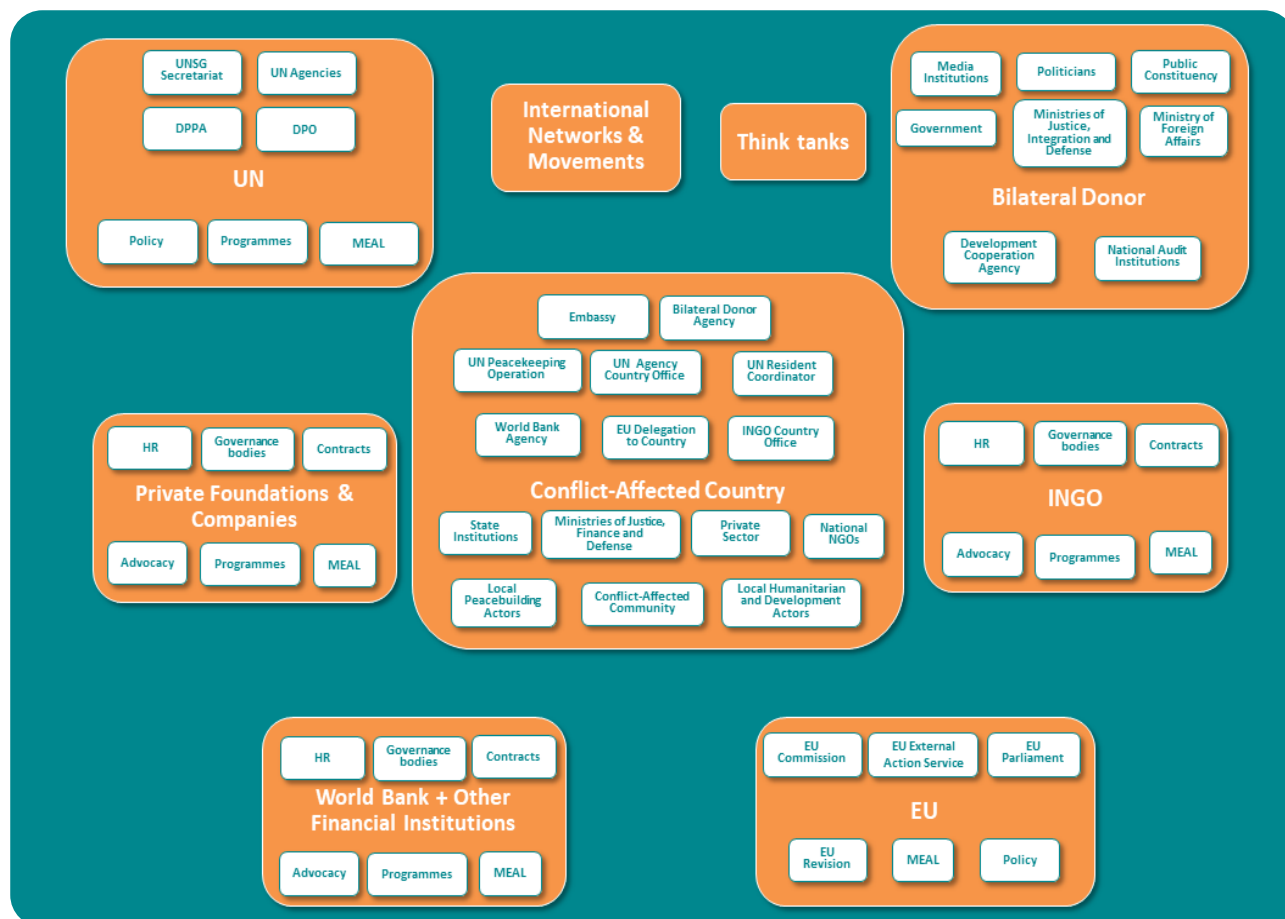 UNSG
Secretariat
UN Agencies
DPPA
DPO
UN
Policy
Programmes
MEAL
International
Networks &
Movements
Think tanks
Media
Institutions
Politicians
Public
Constituency
Government
Ministries of
Justice,
Integration and
Defense
Ministry of
Foreign
Affairs
Bilateral Donor
Development
Cooperation
Agency
National Audit
Institutions
Embassy
Bilateral Donor
Agency
UN Peacekeeping
Operation
UN Agency
Country Office
UN Resident
Coordinator
World Bank
Agency
EU Delegation
to Country
INGO Country
Office
Conflict-Affected Country
State
Institutions
Ministries of Justice,
Finance and
Defense
Private
Sector
National
NGOs
Local
Peacebuilding
Actors
Conflict-Affected
Community
Local Humanitarian
and Development
Actors
HR
Governance
bodies
Contracts
Private Foundations &
Companies
Advocacy
Programmes
MEAL
HR
Governance
bodies
Contracts
INGO
Advocacy
Programmes
MEAL
HR
Governance
bodies
Contracts
World Bank + Other
Financial Institutions
Advocacy
Programmes
MEAL
EU
Commission
EU External
Action Service
EU
Parliament
EU
EU
Revision
MEAL
Policy